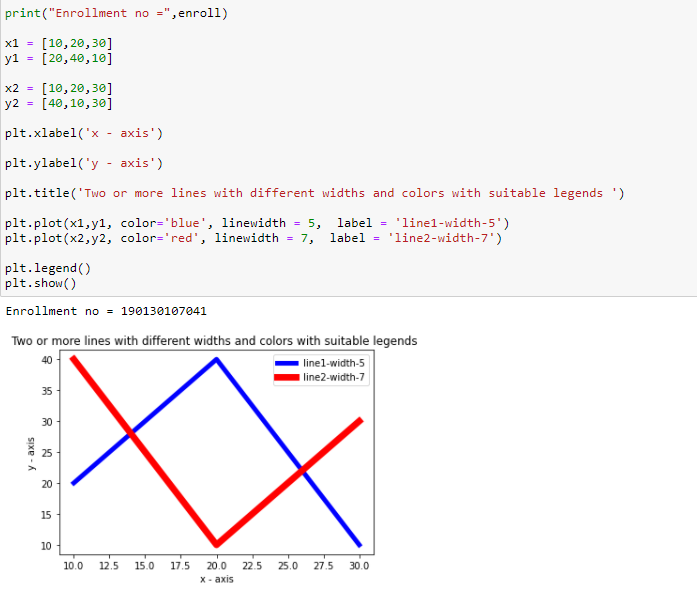 print("Enrollment no =",enroll)
x1 = [10,20,30]
y1 = [20,40,10]
x2 = [10,20,30]
y2 = [40,10,30]
plt.xlabel('x - axis')
plt.ylabel('y - axis')
plt.title('Two or more lines with different widths and colors with suitable legends ')
plt.plot(x1,y1, color='blue', linewidth = 5,  label = 'line1-width-5')
plt.plot(x2,y2, color='red', linewidth = 7,  label = 'line2-width-7')
plt.legend()
plt.show()
Enrollment no = 190130107041
Two or more lines with different widths and colors with suitable legends
line1-width-5
line2-width-7
40
35
30
25
20
15
10
y - axis
10.0 12.5 15.0 17.5 20.0 22.5 25.0 27.5 30.0
x - axis